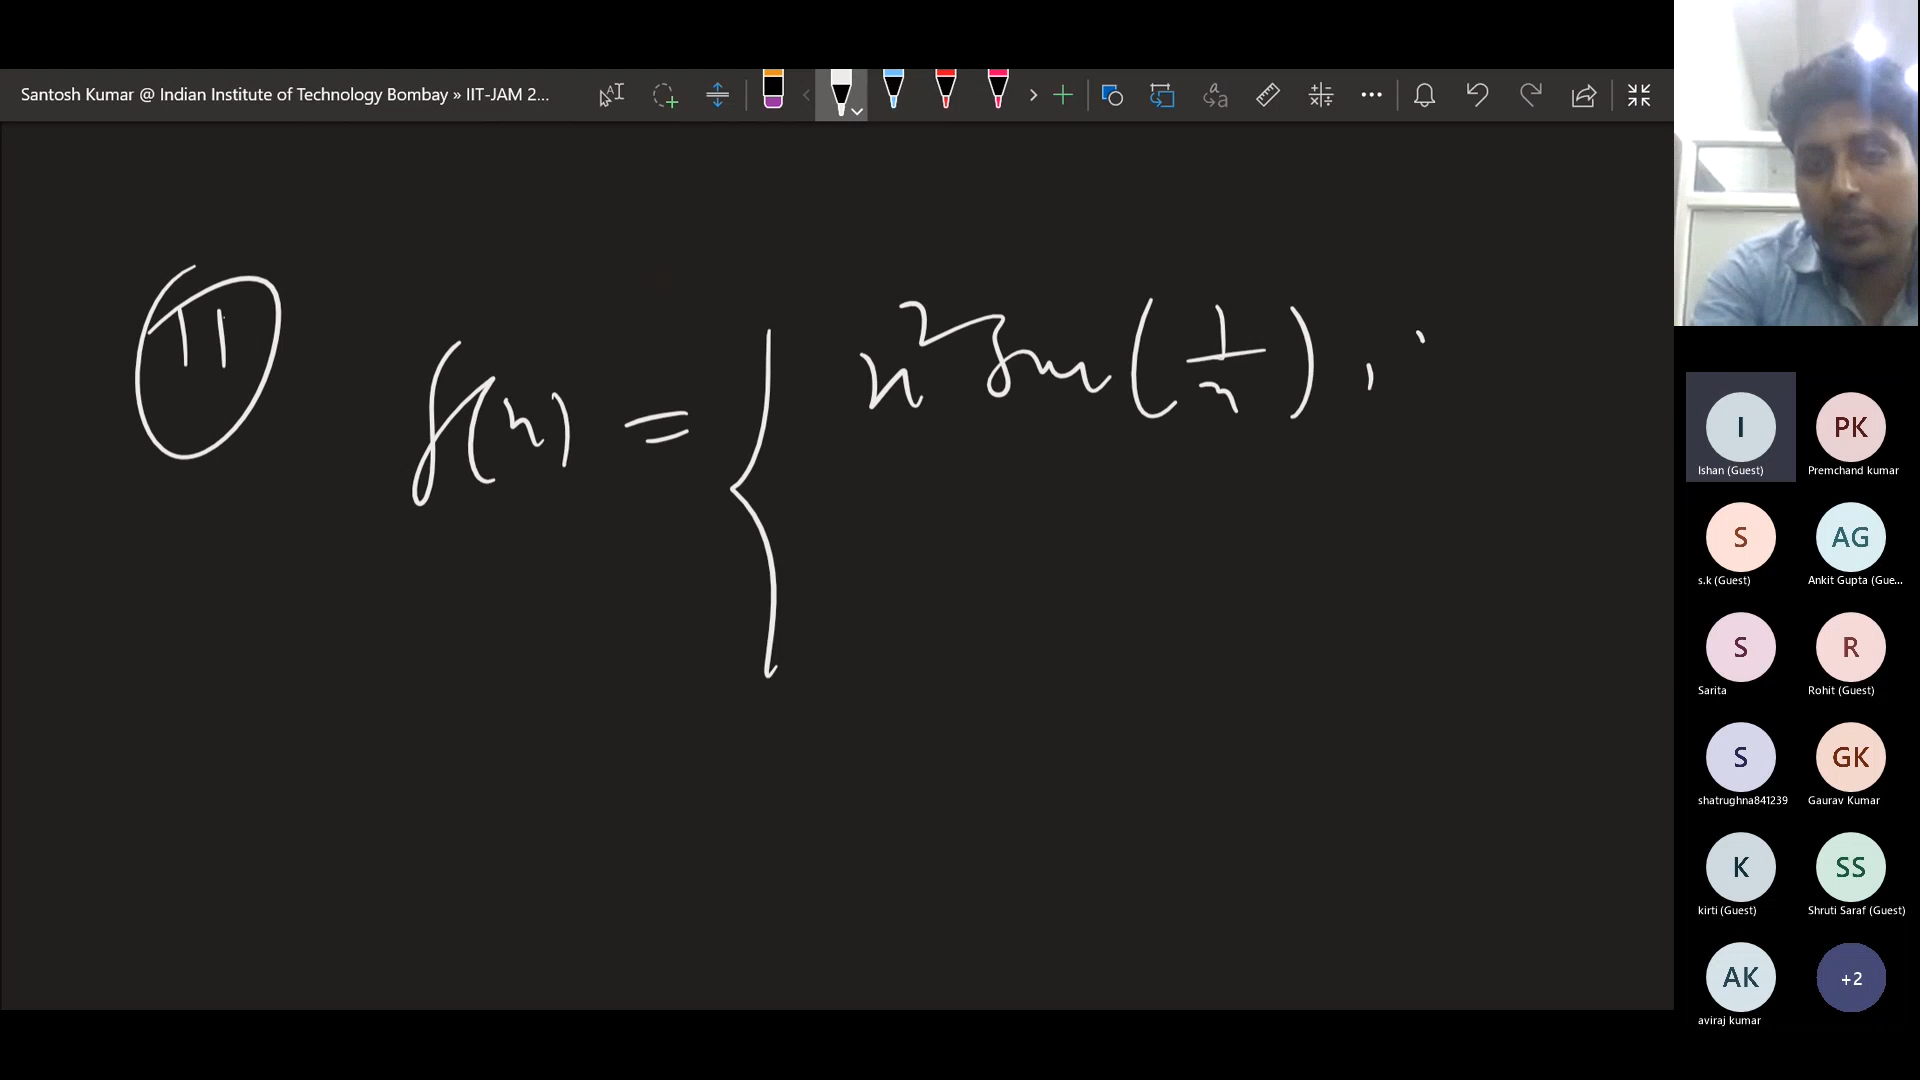 Santosh Kumar @ Indian Institute of Technology Bombay » IIT-JAM 2...
11
f(x) = { x² sin(1/x) ,
I
Ishan (Guest)
PK
Premchand kumar
S
s.k (Guest)
AG
Ankit Gupta (Gue...
S
Sarita
R
Rohit (Guest)
S
shatrughna841239
GK
Gaurav Kumar
K
kirti (Guest)
SS
Shruti Saraf (Guest)
AK
aviraj kumar
+2